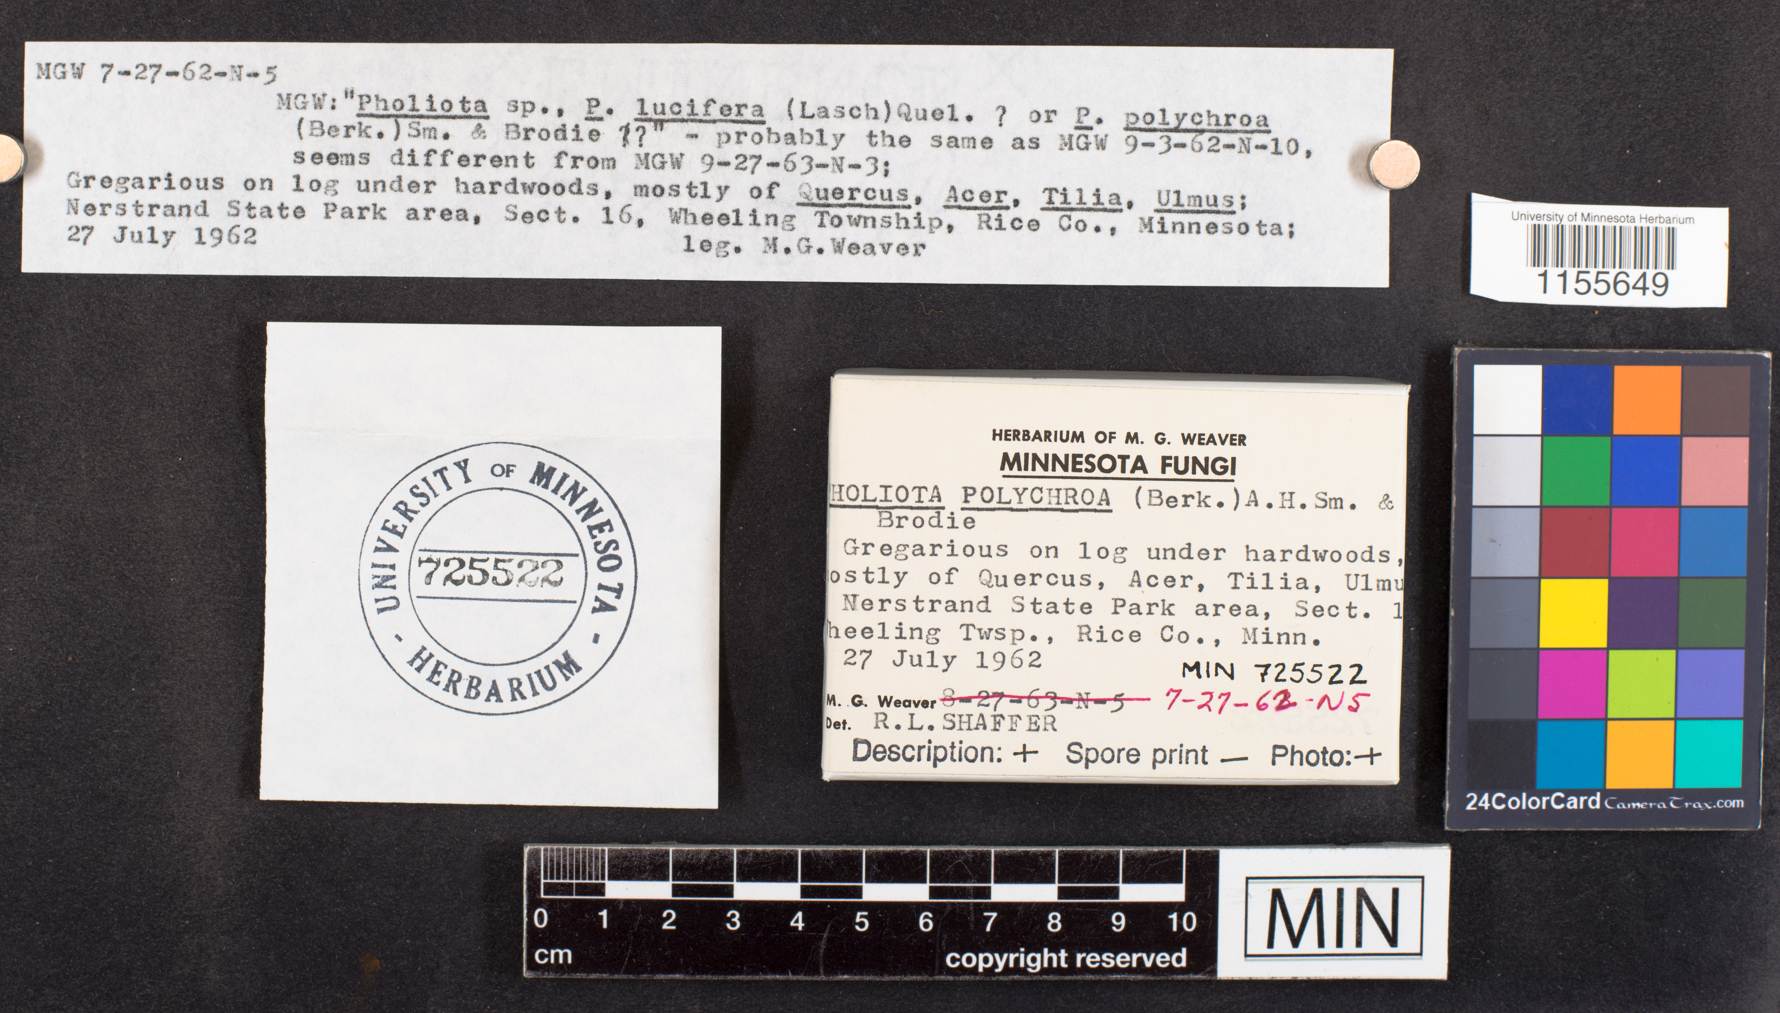 MGW 7-27-62-N-5
MGW:"Pholiota sp., P. lucifera (Lasch)Quel. ? or P. polychroa
(Berk.)Sm. & Brodie ??" - probably the same as MGW 9-3-62-N-10,
seems different from MGW 9-27-63-N-3;
Gregarious on log under hardwoods, mostly of Quercus, Acer, Tilia, Ulmus;
Nerstrand State Park area, Sect. 16, Wheeling Township, Rice Co., Minnesota;
27 July 1962 leg. M.G.Weaver
University of Minnesota Herbarium
1155649
UNIVERSITY OF MINNESOTA
725522
- HERBARIUM -
HERBARIUM OF M. G. WEAVER
MINNESOTA FUNGI
HOLIOTA POLYCHROA (Berk.)A.H.Sm. &
Brodie
Gregarious on log under hardwoods,
ostly of Quercus, Acer, Tilia, Ulmu
Nerstrand State Park area, Sect. 1
heeling Twsp., Rice Co., Minn.
27 July 1962
MIN 725522
M. G. Weaver 8-27-63-N-5 7-27-62-N5
Det. R.L.SHAFFER
Description: + Spore print — Photo:+
24ColorCard CameraTrax.com
0 1 2 3 4 5 6 7 8 9 10
cm copyright reserved
MIN